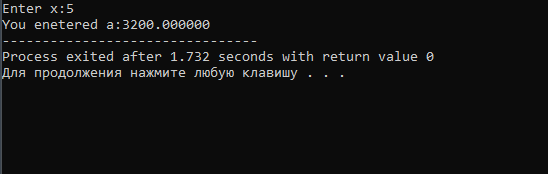 Enter x:5
You enetered a:3200.000000
--------------------------------
Process exited after 1.732 seconds with return value 0
Для продолжения нажмите любую клавишу . . .